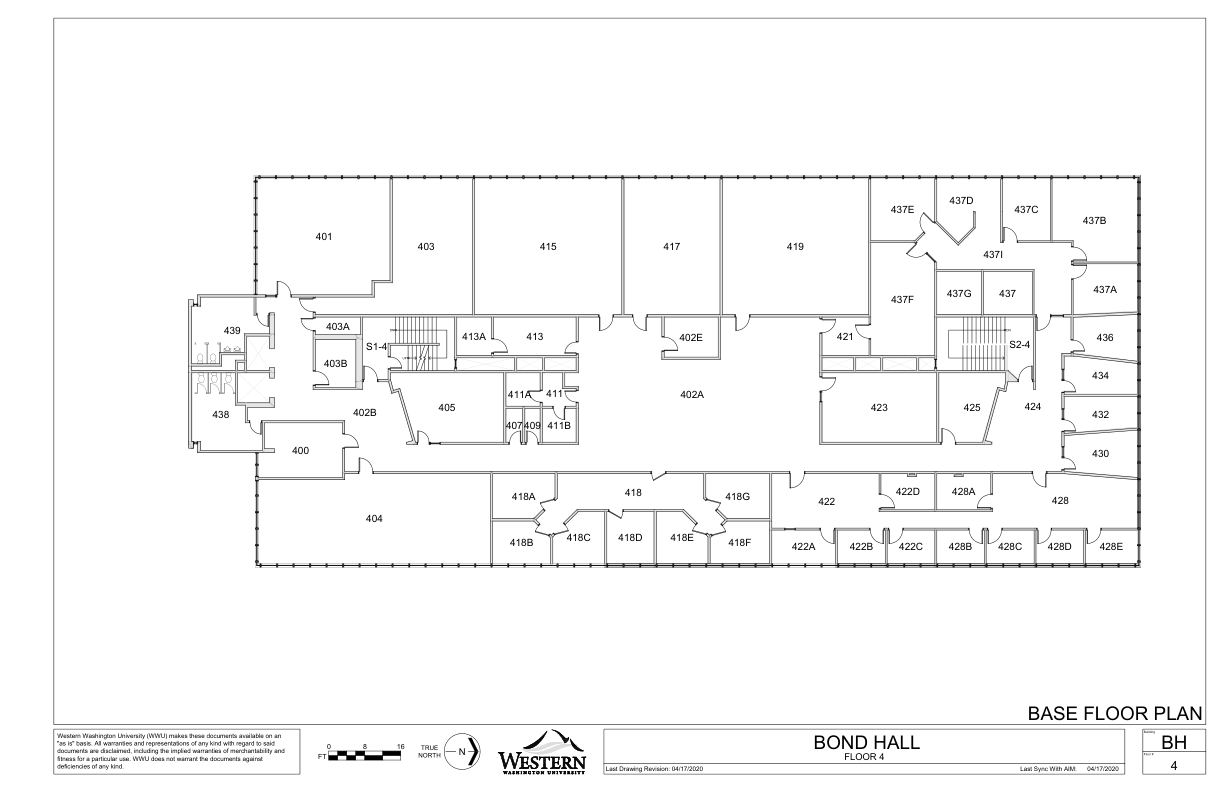 437D
437E
437C
437B
401
403
415
417
419
437I
437A
437G
437
437F
439
403A
413A
413
402E
421
436
S1-4
S2-4
403B
434
402A
411A
411
405
423
425
424
438
402B
432
407
409
411B
400
430
418A
418
418G
422D
428A
422
428
404
418B
418C
418D
418E
418F
422A
422B
422C
428B
428C
428D
428E
BASE FLOOR PLAN
Western Washington University (WWU) makes these documents available on an
"as is" basis. All warranties and representations of any kind with regard to said
documents are disclaimed, including the implied warranties of merchantability and
fitness for a particular use. WWU does not warrant the documents against
deficiencies of any kind.
0 8 16
FT
TRUE
NORTH
N
WESTERN
WASHINGTON UNIVERSITY
BOND HALL
FLOOR 4
Last Drawing Revision: 04/17/2020
Last Sync With AIM: 04/17/2020
Building
BH
Floor #
4